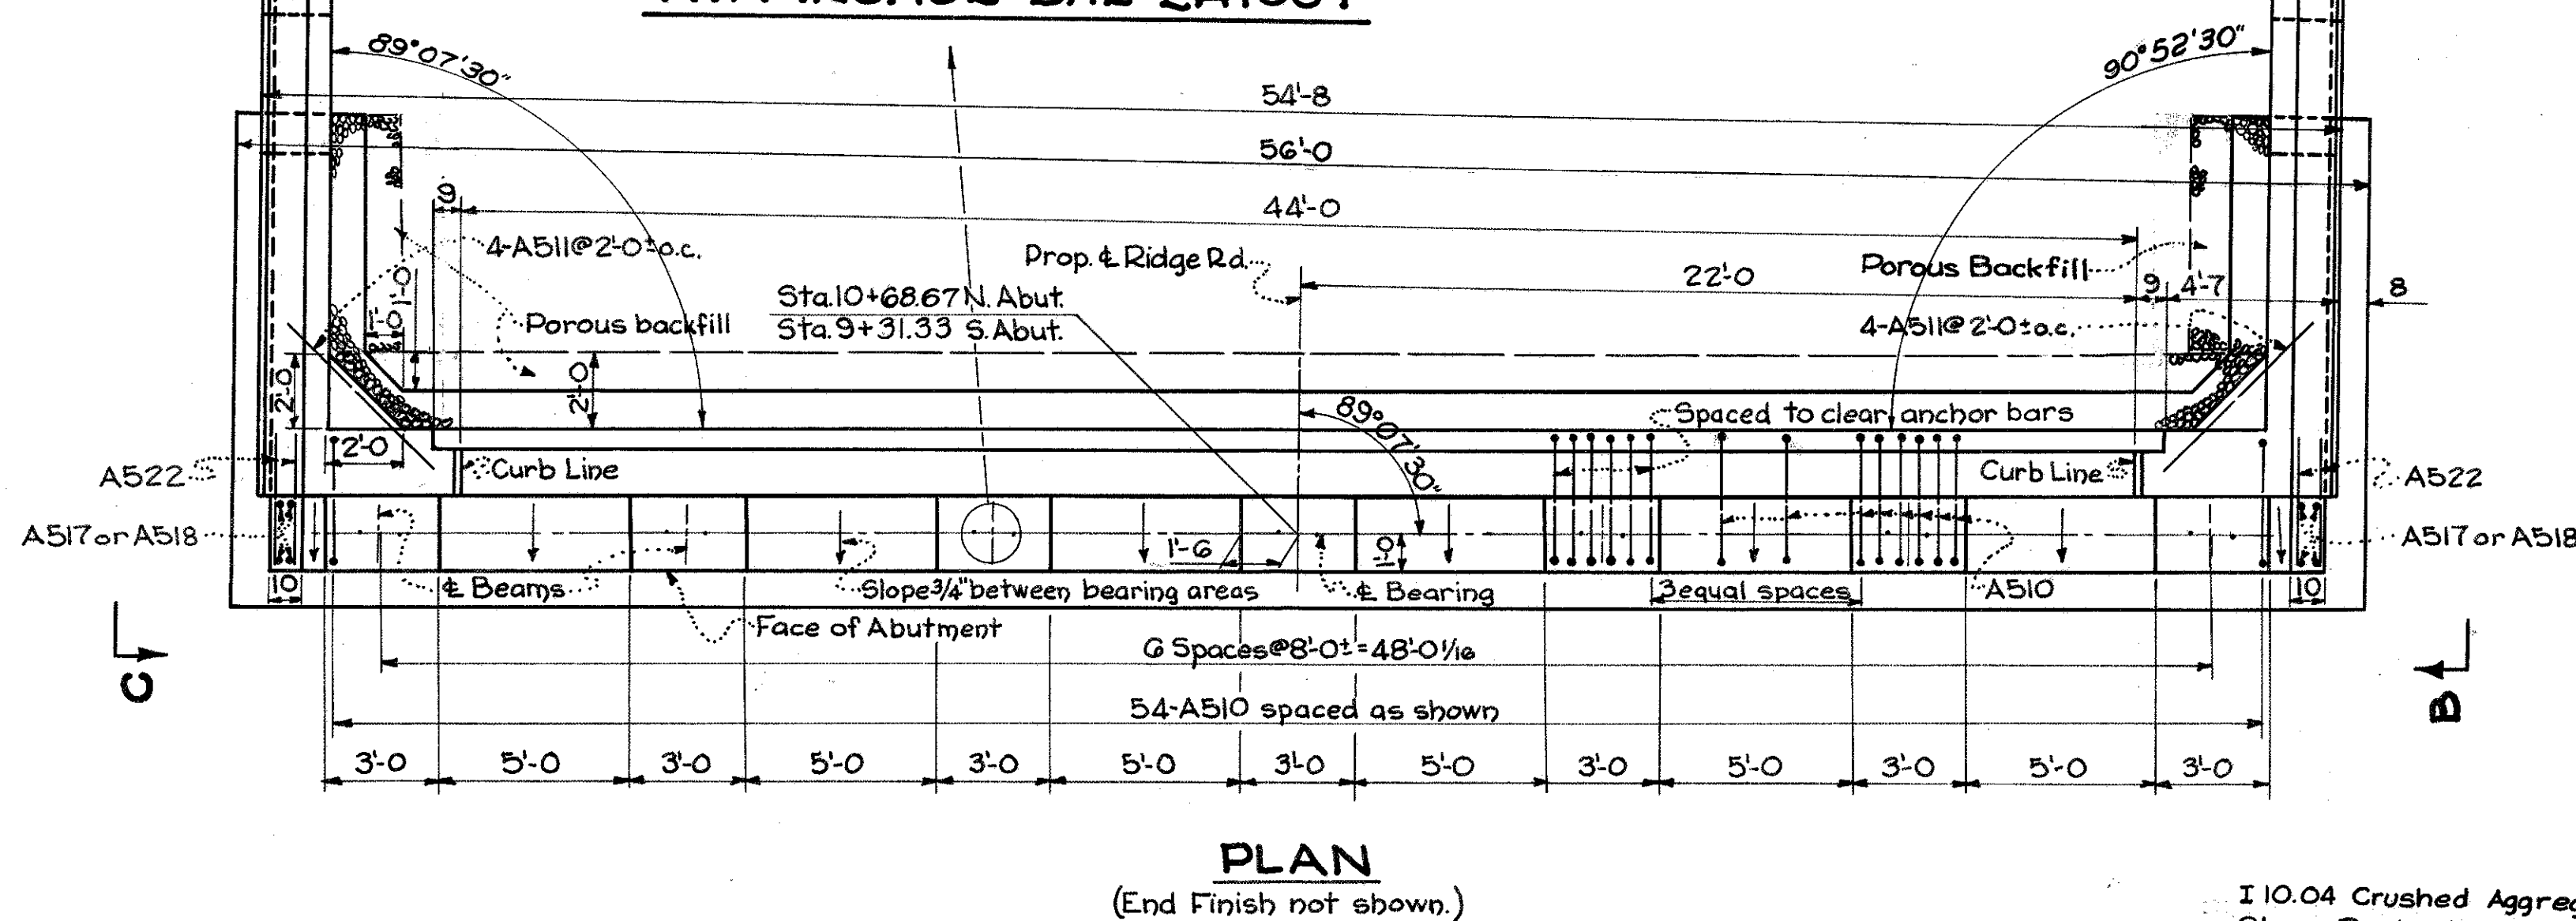 89°07'30"
90°52'30"
54'-8
56'-0
9
44'-0
4-A511@2'-0±o.c.
Prop. ℄ Ridge Rd.
22'-0
Porous Backfill
9
4'-7
8
1'-0
1'-0
Sta.10+68.67 N. Abut.
Sta. 9+31.33 S. Abut.
Porous backfill
4-A511@ 2'-0±o.c.
2'-0
2'-0
89°07'30"
Spaced to clear anchor bars
2'-0
A522
Curb Line
Curb Line
A522
A517 or A518
1'-6
1'-0
A517 or A518
10
℄ Beams
Slope 3/4" between bearing areas
℄ Bearing
3 equal spaces
A510
10
Face of Abutment
6 Spaces@8'-0±=48'-0 1/16
C
B
54-A510 spaced as shown
3'-0 5'-0 3'-0 5'-0 3'-0 5'-0 3'-0 5'-0 3'-0 5'-0 3'-0 5'-0 3'-0
PLAN
(End Finish not shown.)
I 10.04 Crushed